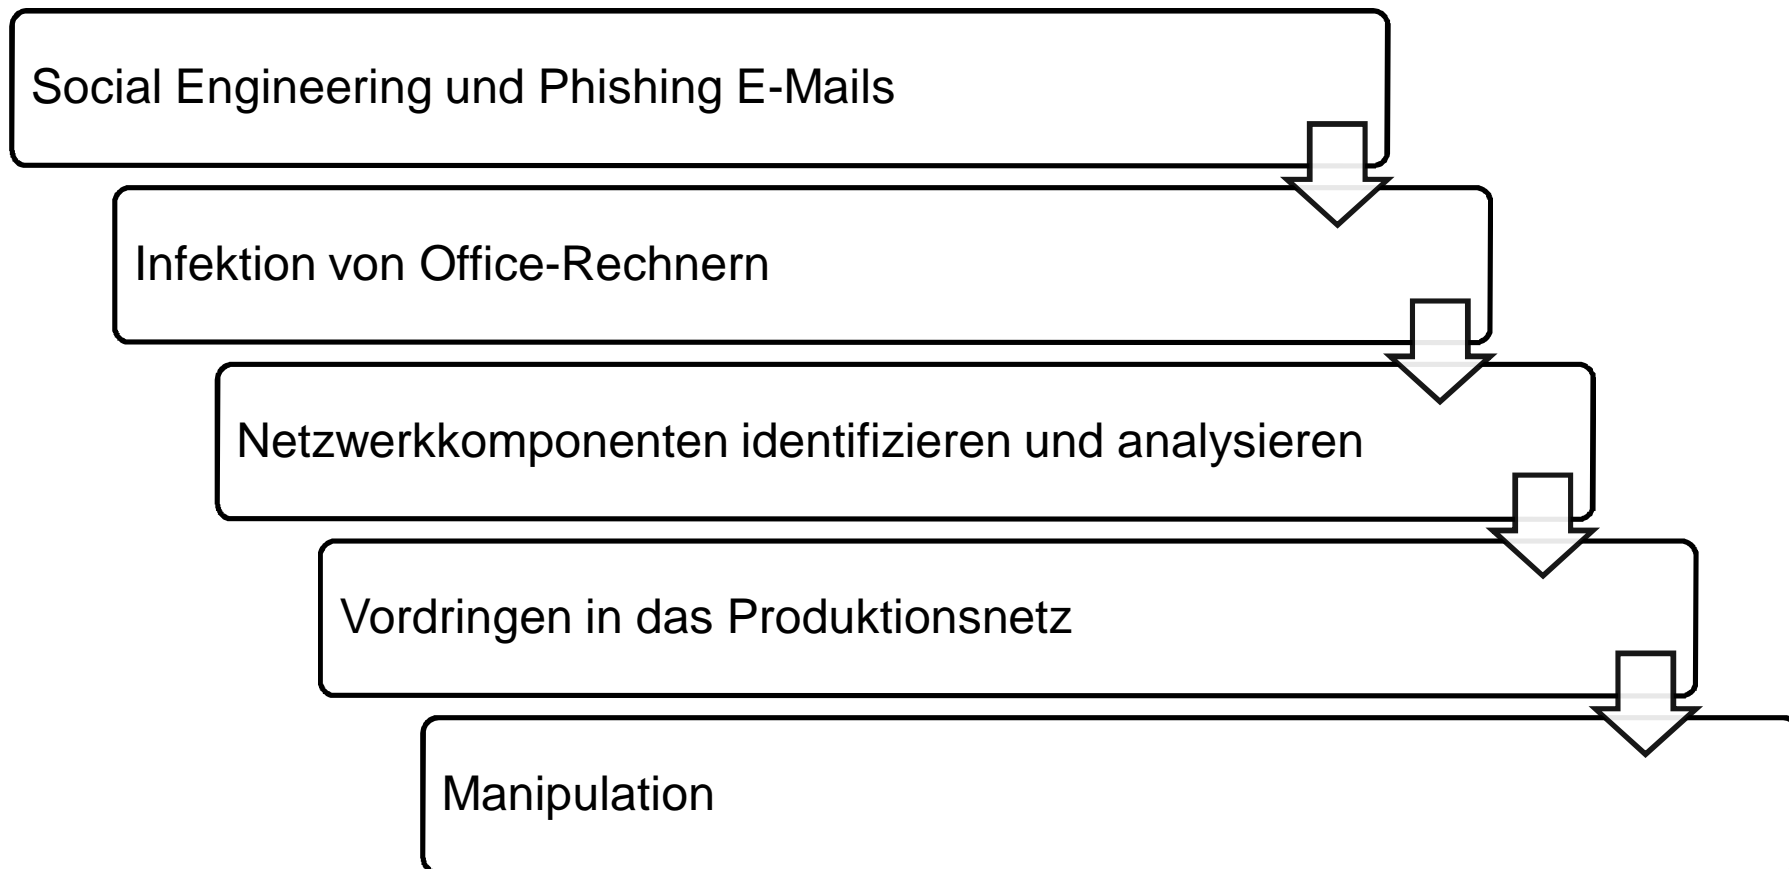 Social Engineering und Phishing E-Mails
Infektion von Office-Rechnern
Netzwerkkomponenten identifizieren und analysieren
Vordringen in das Produktionsnetz
Manipulation